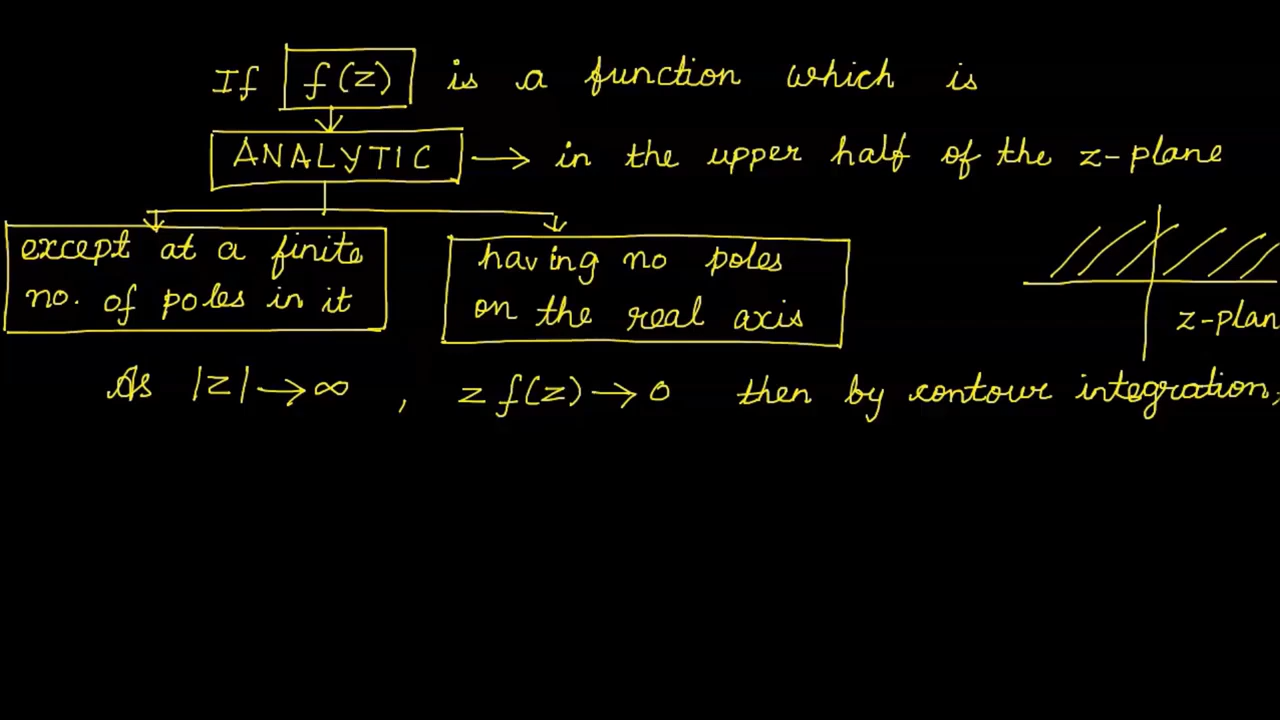 If f(z) is a function which is
ANALYTIC → in the upper half of the z-plane
except at a finite
no. of poles in it
having no poles
on the real axis
z-plan
As |z| → ∞ , z f(z) → 0 then by contour integration,